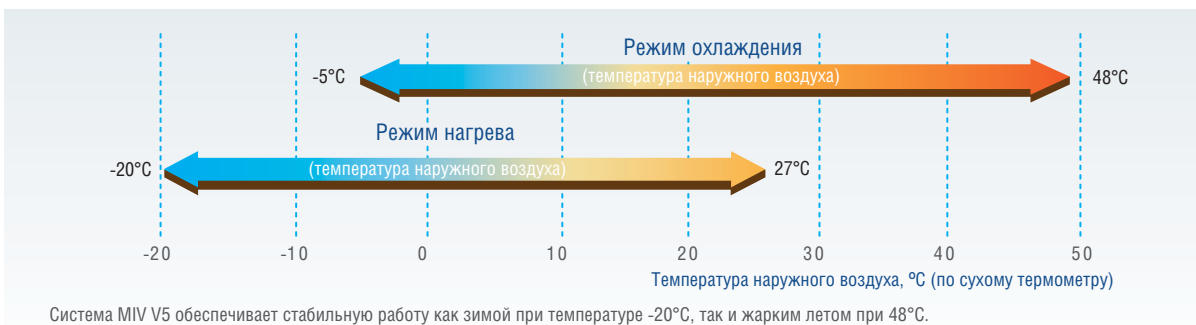 Режим охлаждения
-5°C (температура наружного воздуха) 48°C
Режим нагрева
-20°C (температура наружного воздуха) 27°C
-20 -10 0 10 20 30 40 50
Температура наружного воздуха, ºС (по сухому термометру)
Система MIV V5 обеспечивает стабильную работу как зимой при температуре -20°C, так и жарким летом при 48°C.